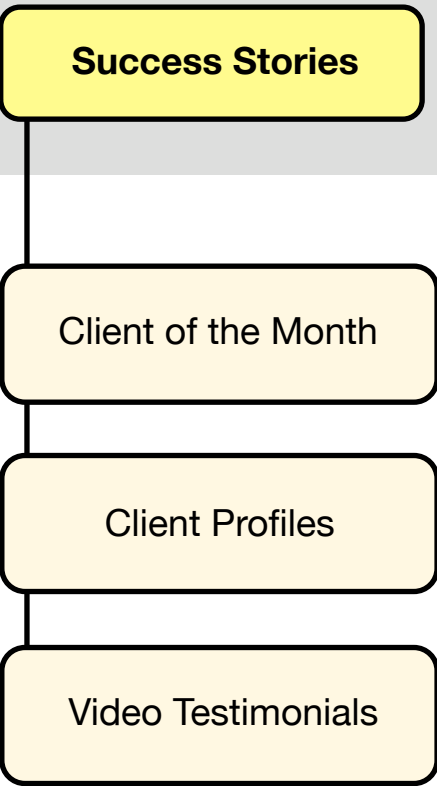 Success Stories
Client of the Month
Client Profiles
Video Testimonials